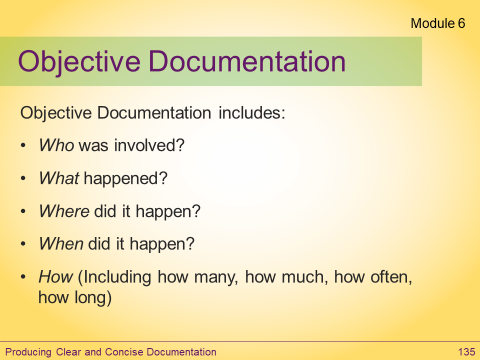 Module 6
Objective Documentation
Objective Documentation includes:
• Who was involved?
• What happened?
• Where did it happen?
• When did it happen?
• How (Including how many, how much, how often,
how long)
Producing Clear and Concise Documentation
135